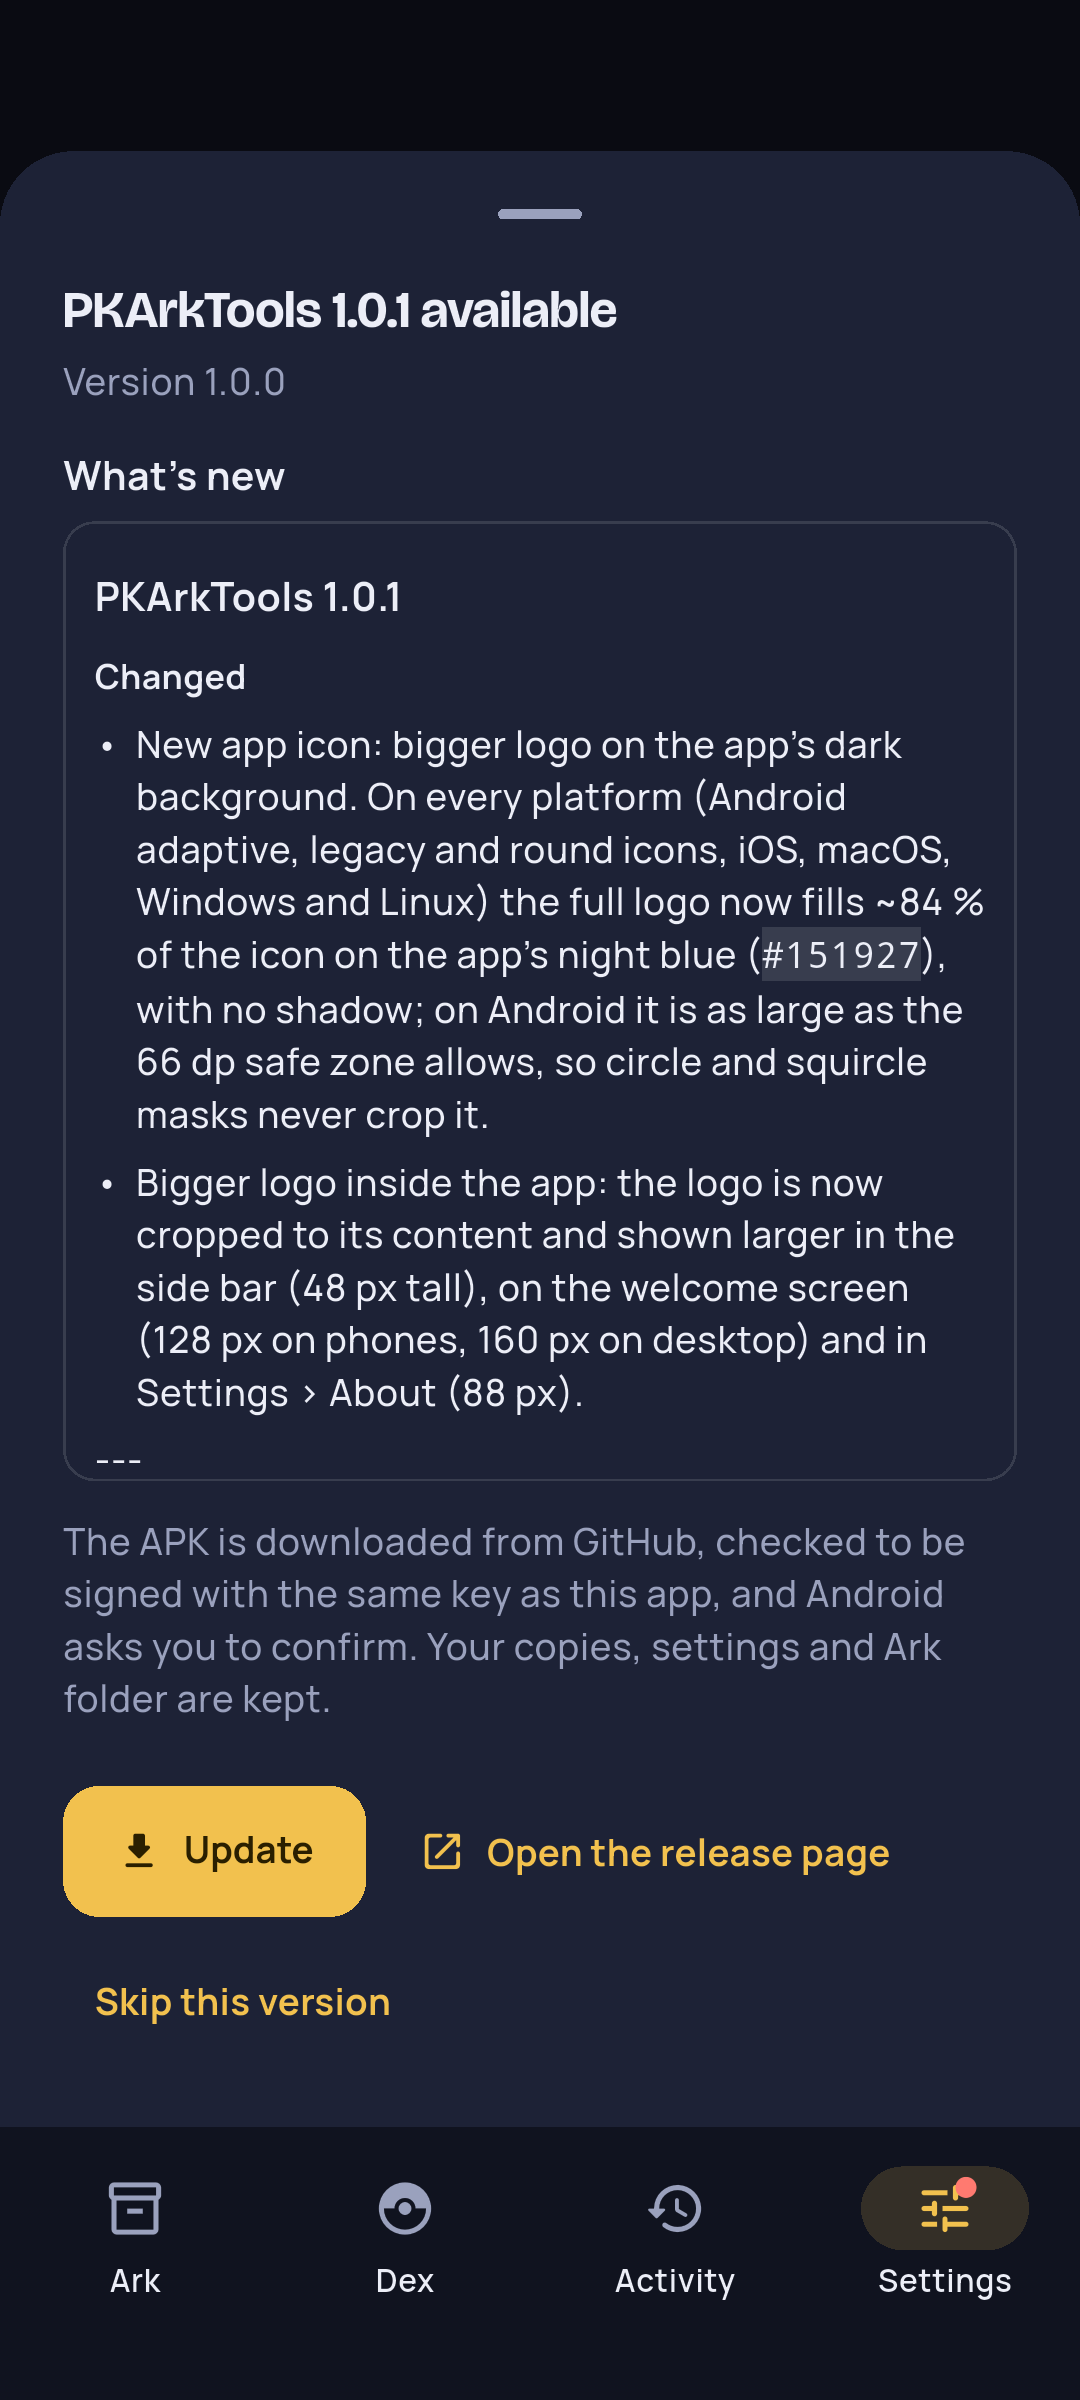 PKArkTools 1.0.1 available
Version 1.0.0
What’s new
PKArkTools 1.0.1
Changed
• New app icon: bigger logo on the app’s dark
background. On every platform (Android
adaptive, legacy and round icons, iOS, macOS,
Windows and Linux) the full logo now fills ~84 %
of the icon on the app’s night blue (#151927),
with no shadow; on Android it is as large as the
66 dp safe zone allows, so circle and squircle
masks never crop it.
• Bigger logo inside the app: the logo is now
cropped to its content and shown larger in the
side bar (48 px tall), on the welcome screen
(128 px on phones, 160 px on desktop) and in
Settings > About (88 px).
---
The APK is downloaded from GitHub, checked to be
signed with the same key as this app, and Android
asks you to confirm. Your copies, settings and Ark
folder are kept.
Update
Open the release page
Skip this version
Ark
Dex
Activity
Settings